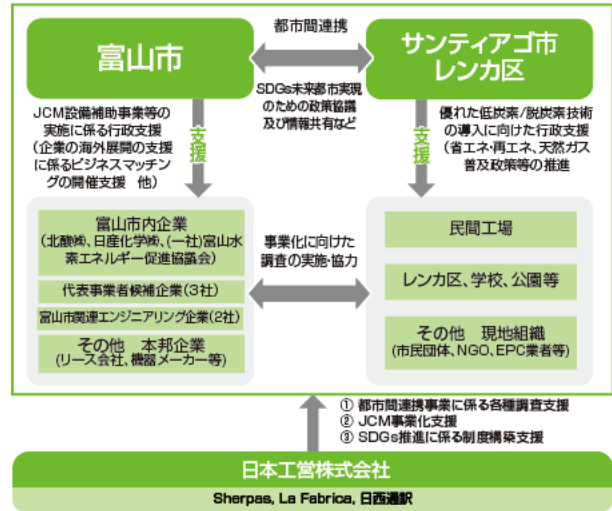 富山市
都市間連携
サンティアゴ市
レンカ区
SDGs未来都市実現
のための政策協議
及び情報共有など
JCM設備補助事業等の
実施に係る行政支援
(企業の海外展開の支援
に係るビジネスマッチン
グの開催支援 他)
支援
支援
優れた低炭素/脱炭素技術
の導入に向けた行政支援
(省エネ・再エネ、天然ガス
普及政策等の推進
富山市内企業
(北酸㈱、日産化学㈱、(一社)富山水
素エネルギー促進協議会)
代表事業者候補企業(3社)
富山市関連エンジニアリング企業(2社)
その他 本邦企業
(リース会社、機器メーカー等)
事業化に向けた
調査の実施・協力
民間工場
レンカ区、学校、公園等
その他 現地組織
(市民団体、NGO、EPC業者等)
① 都市間連携事業に係る各種調査支援
② JCM事業化支援
③ SDGs推進に係る制度構築支援
日本工営株式会社
Sherpas, La Fabrica, 日西通訳